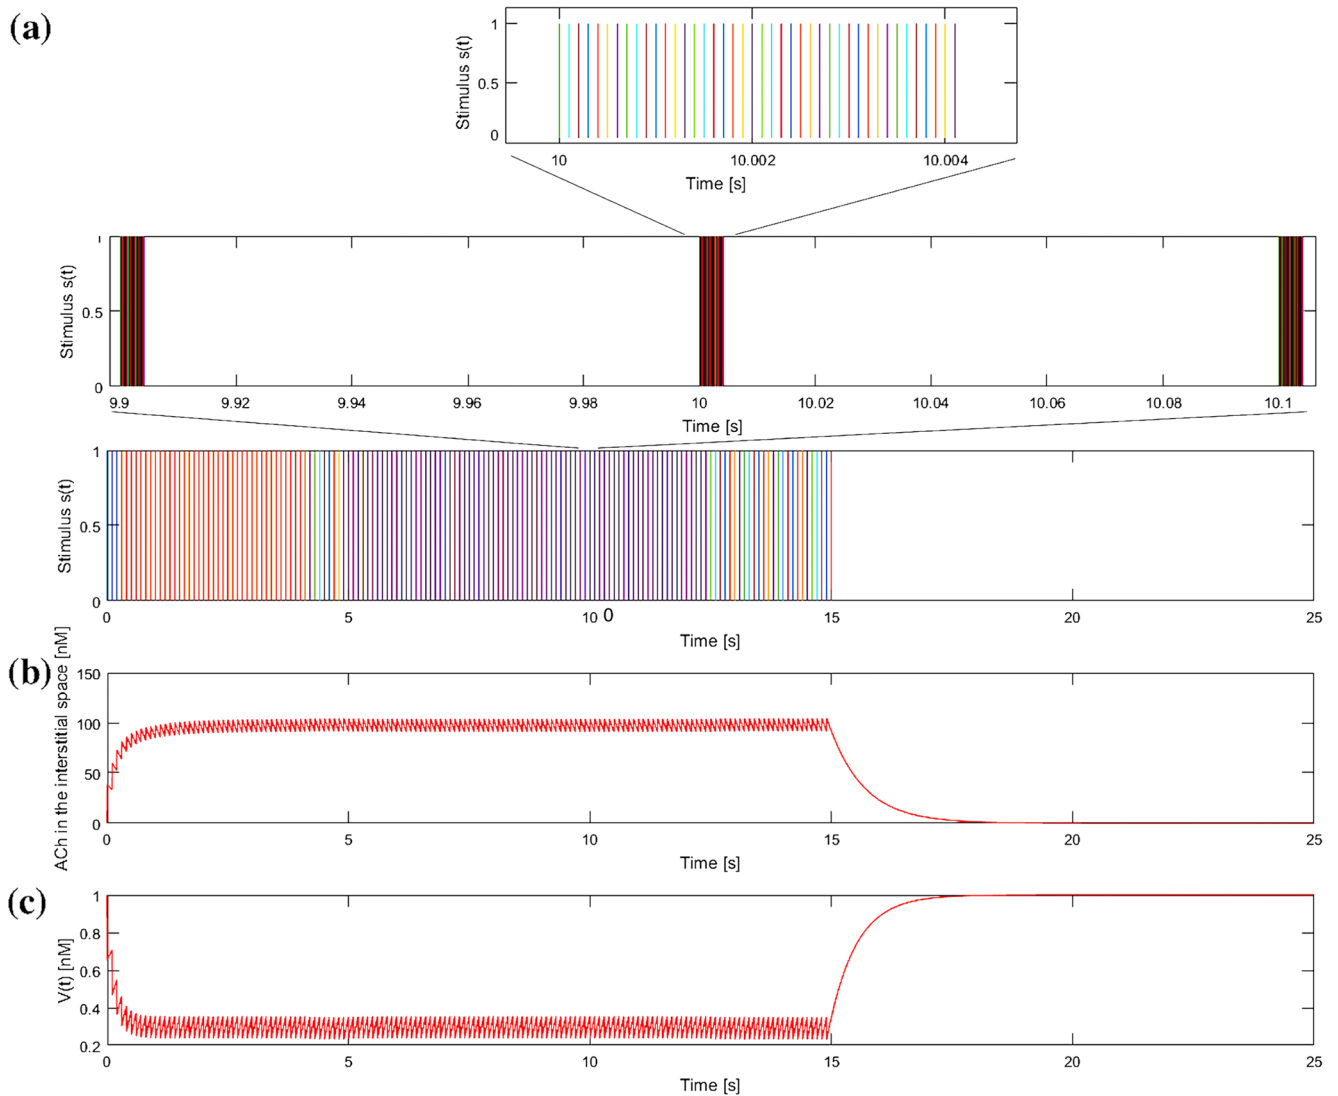 (a)
Stimulus s(t)
1
0.5
0
10 10.002 10.004
Time [s]
Stimulus s(t)
1
0.5
0
9.9 9.92 9.94 9.96 9.98 10 10.02 10.04 10.06 10.08 10.1
Time [s]
Stimulus s(t)
1
0.5
0
0 5 10 0 15 20 25
Time [s]
(b)
ACh in the interstitial space [nM]
150
100
50
0
0 5 10 15 20 25
Time [s]
(c)
V(t) [nM]
1
0.8
0.6
0.4
0.2
0 5 10 15 20 25
Time [s]